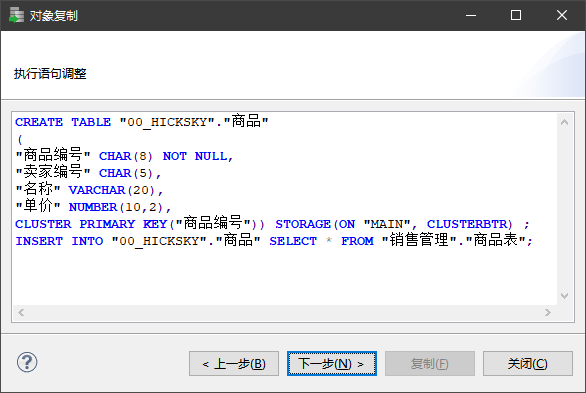 对象复制
执行语句调整
CREATE TABLE "00_HICKSKY"."商品"
(
"商品编号" CHAR(8) NOT NULL,
"卖家编号" CHAR(5),
"名称" VARCHAR(20),
"单价" NUMBER(10,2),
CLUSTER PRIMARY KEY("商品编号")) STORAGE(ON "MAIN", CLUSTERBTR) ;
INSERT INTO "00_HICKSKY"."商品" SELECT * FROM "销售管理"."商品表";
?
< 上一步(B)
下一步(N) >
复制(F)
关闭(C)